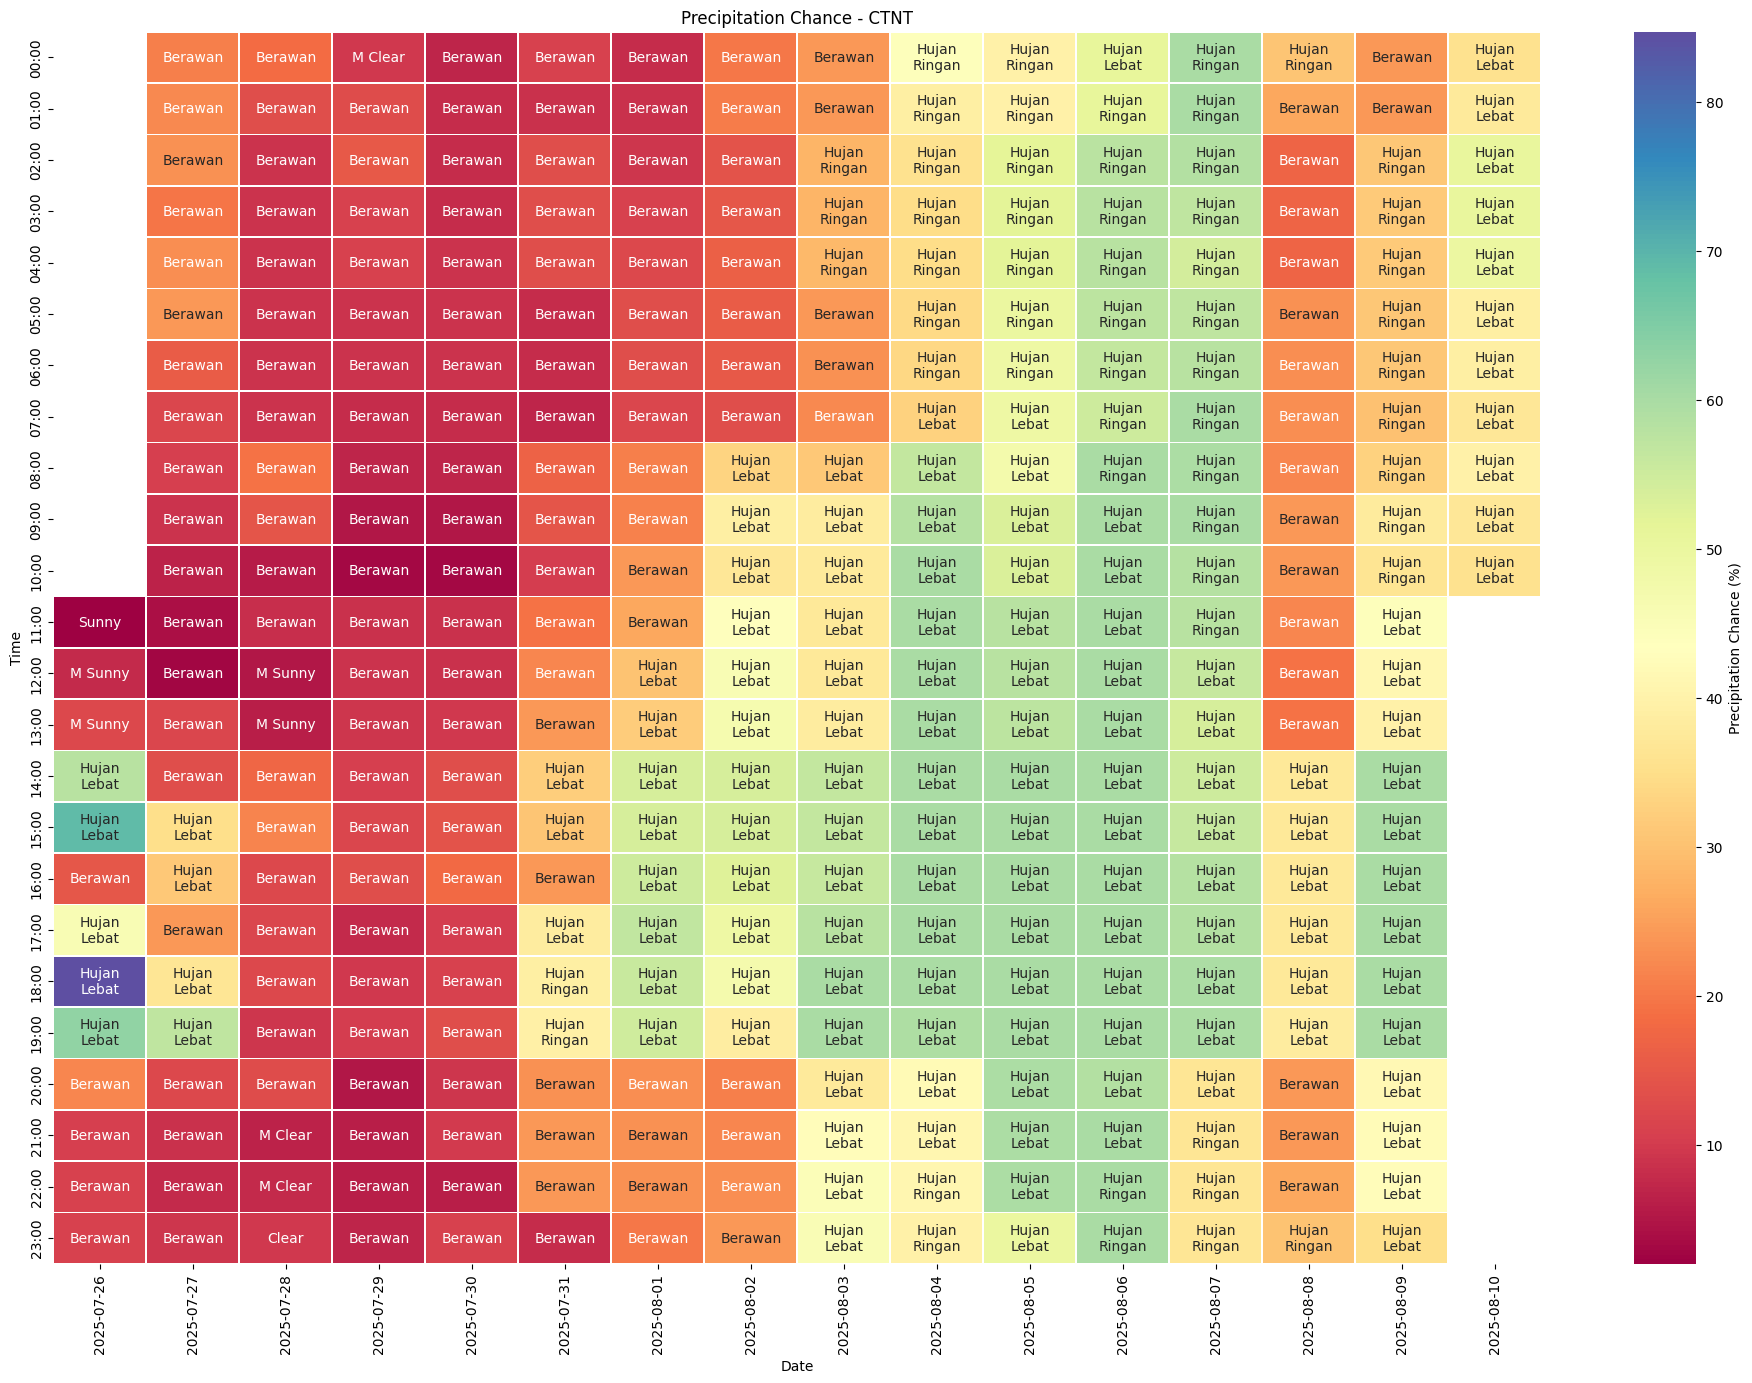 Precipitation Chance - CTNT
00:00 Berawan Berawan M Clear Berawan Berawan Berawan Berawan Berawan Hujan Ringan Hujan Ringan Hujan Lebat Hujan Ringan Hujan Ringan Berawan Hujan Lebat
01:00 Berawan Berawan Berawan Berawan Berawan Berawan Berawan Berawan Hujan Ringan Hujan Ringan Hujan Ringan Hujan Ringan Berawan Berawan Hujan Lebat
02:00 Berawan Berawan Berawan Berawan Berawan Berawan Berawan Hujan Ringan Hujan Ringan Hujan Ringan Hujan Ringan Hujan Ringan Berawan Hujan Ringan Hujan Lebat
03:00 Berawan Berawan Berawan Berawan Berawan Berawan Berawan Hujan Ringan Hujan Ringan Hujan Ringan Hujan Ringan Hujan Ringan Berawan Hujan Ringan Hujan Lebat
04:00 Berawan Berawan Berawan Berawan Berawan Berawan Berawan Hujan Ringan Hujan Ringan Hujan Ringan Hujan Ringan Hujan Ringan Berawan Hujan Ringan Hujan Lebat
05:00 Berawan Berawan Berawan Berawan Berawan Berawan Berawan Berawan Hujan Ringan Hujan Ringan Hujan Ringan Hujan Ringan Berawan Hujan Ringan Hujan Lebat
06:00 Berawan Berawan Berawan Berawan Berawan Berawan Berawan Berawan Hujan Ringan Hujan Ringan Hujan Ringan Hujan Ringan Berawan Hujan Ringan Hujan Lebat
07:00 Berawan Berawan Berawan Berawan Berawan Berawan Berawan Berawan Hujan Lebat Hujan Lebat Hujan Ringan Hujan Ringan Berawan Hujan Ringan Hujan Lebat
08:00 Berawan Berawan Berawan Berawan Berawan Berawan Hujan Lebat Hujan Lebat Hujan Lebat Hujan Lebat Hujan Ringan Hujan Ringan Berawan Hujan Ringan Hujan Lebat
09:00 Berawan Berawan Berawan Berawan Berawan Berawan Hujan Lebat Hujan Lebat Hujan Lebat Hujan Lebat Hujan Lebat Hujan Ringan Berawan Hujan Ringan Hujan Lebat
10:00 Berawan Berawan Berawan Berawan Berawan Berawan Hujan Lebat Hujan Lebat Hujan Lebat Hujan Lebat Hujan Lebat Hujan Ringan Berawan Hujan Ringan Hujan Lebat
11:00 Sunny Berawan Berawan Berawan Berawan Berawan Berawan Hujan Lebat Hujan Lebat Hujan Lebat Hujan Lebat Hujan Lebat Hujan Ringan Berawan Hujan Lebat
12:00 M Sunny Berawan M Sunny Berawan Berawan Berawan Hujan Lebat Hujan Lebat Hujan Lebat Hujan Lebat Hujan Lebat Hujan Lebat Hujan Lebat Berawan Hujan Lebat
13:00 M Sunny Berawan M Sunny Berawan Berawan Berawan Hujan Lebat Hujan Lebat Hujan Lebat Hujan Lebat Hujan Lebat Hujan Lebat Hujan Lebat Berawan Hujan Lebat
14:00 Hujan Lebat Berawan Berawan Berawan Berawan Hujan Lebat Hujan Lebat Hujan Lebat Hujan Lebat Hujan Lebat Hujan Lebat Hujan Lebat Hujan Lebat Hujan Lebat Hujan Lebat
15:00 Hujan Lebat Hujan Lebat Berawan Berawan Berawan Hujan Lebat Hujan Lebat Hujan Lebat Hujan Lebat Hujan Lebat Hujan Lebat Hujan Lebat Hujan Lebat Hujan Lebat Hujan Lebat
16:00 Berawan Hujan Lebat Berawan Berawan Berawan Berawan Hujan Lebat Hujan Lebat Hujan Lebat Hujan Lebat Hujan Lebat Hujan Lebat Hujan Lebat Hujan Lebat Hujan Lebat
17:00 Hujan Lebat Berawan Berawan Berawan Berawan Hujan Lebat Hujan Lebat Hujan Lebat Hujan Lebat Hujan Lebat Hujan Lebat Hujan Lebat Hujan Lebat Hujan Lebat Hujan Lebat
18:00 Hujan Lebat Hujan Lebat Berawan Berawan Berawan Hujan Ringan Hujan Lebat Hujan Lebat Hujan Lebat Hujan Lebat Hujan Lebat Hujan Lebat Hujan Lebat Hujan Lebat Hujan Lebat
19:00 Hujan Lebat Hujan Lebat Berawan Berawan Berawan Hujan Ringan Hujan Lebat Hujan Lebat Hujan Lebat Hujan Lebat Hujan Lebat Hujan Lebat Hujan Lebat Hujan Lebat Hujan Lebat
20:00 Berawan Berawan Berawan Berawan Berawan Berawan Berawan Berawan Hujan Lebat Hujan Lebat Hujan Lebat Hujan Lebat Hujan Lebat Berawan Hujan Lebat
21:00 Berawan Berawan M Clear Berawan Berawan Berawan Berawan Berawan Hujan Lebat Hujan Lebat Hujan Lebat Hujan Lebat Hujan Ringan Berawan Hujan Lebat
22:00 Berawan Berawan M Clear Berawan Berawan Berawan Berawan Berawan Hujan Lebat Hujan Ringan Hujan Lebat Hujan Ringan Hujan Ringan Berawan Hujan Lebat
23:00 Berawan Berawan Clear Berawan Berawan Berawan Berawan Berawan Hujan Lebat Hujan Ringan Hujan Lebat Hujan Ringan Hujan Ringan Hujan Ringan Hujan Lebat
Time
2025-07-26 2025-07-27 2025-07-28 2025-07-29 2025-07-30 2025-07-31 2025-08-01 2025-08-02 2025-08-03 2025-08-04 2025-08-05 2025-08-06 2025-08-07 2025-08-08 2025-08-09 2025-08-10
Date
80
70
60
50
40
30
20
10
Precipitation Chance (%)